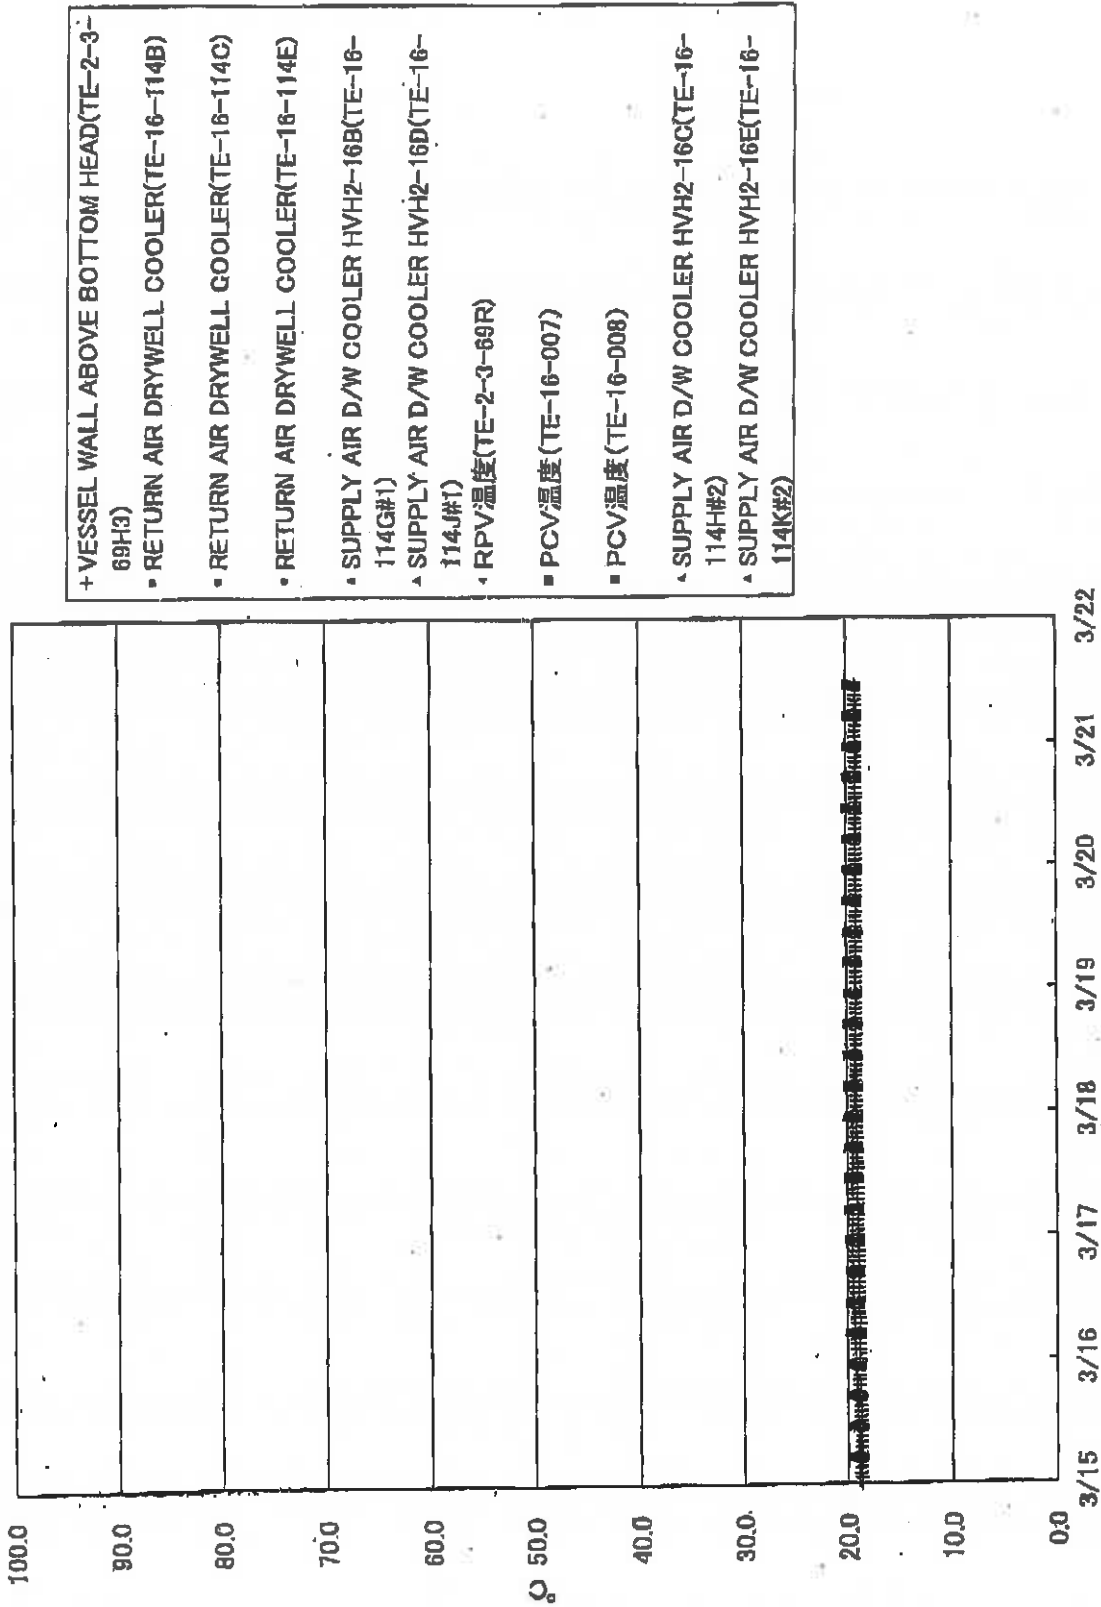 100.0
90.0
80.0
70.0
60.0
50.0
40.0
30.0
20.0
10.0
0.0
℃
3/15
3/16
3/17
3/18
3/19
3/20
3/21
3/22
+ VESSEL WALL ABOVE BOTTOM HEAD(TE-2-3-
69H3)
RETURN AIR DRYWELL COOLER(TE-16-114B)
RETURN AIR DRYWELL COOLER(TE-16-114C)
RETURN AIR DRYWELL COOLER(TE-16-114E)
SUPPLY AIR D/W COOLER HVH2-16B(TE-16-
114G#1)
SUPPLY AIR D/W COOLER HVH2-16D(TE-16-
114J#1)
RPV温度(TE-2-3-69R)
PCV温度(TE-16-007)
PCV温度(TE-16-008)
SUPPLY AIR D/W COOLER HVH2-16C(TE-16-
114H#2)
SUPPLY AIR D/W COOLER HVH2-16E(TE-16-
114K#2)